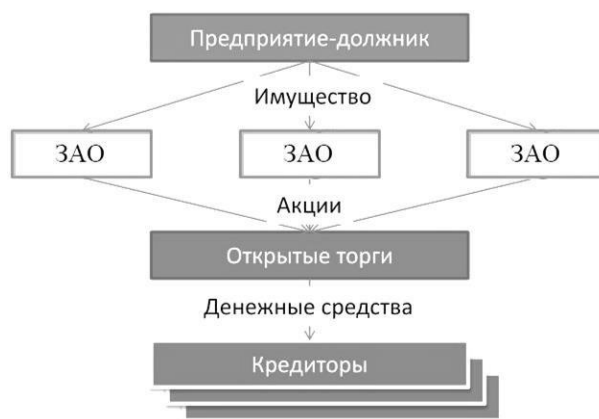 Предприятие-должник
Имущество
ЗАО ЗАО ЗАО
Акции
Открытые торги
Денежные средства
Кредиторы